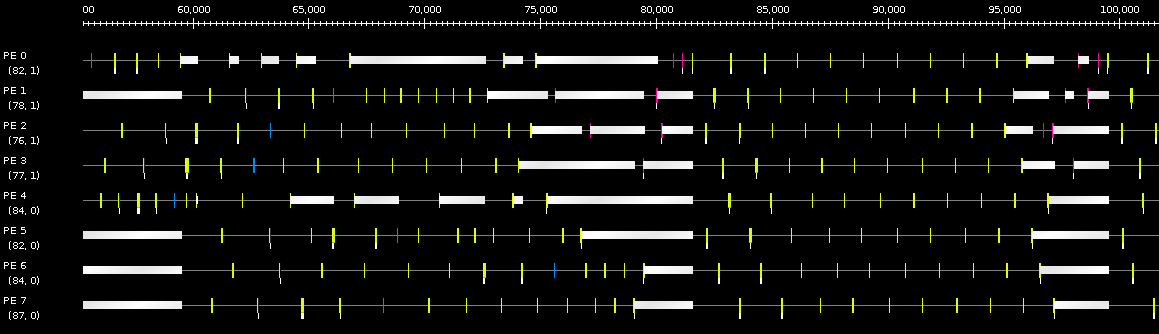 00 60,000 65,000 70,000 75,000 80,000 85,000 90,000 95,000 100,000
PE 0
(82, 1)
PE 1
(78, 1)
PE 2
(76, 1)
PE 3
(77, 1)
PE 4
(84, 0)
PE 5
(82, 0)
PE 6
(84, 0)
PE 7
(87, 0)